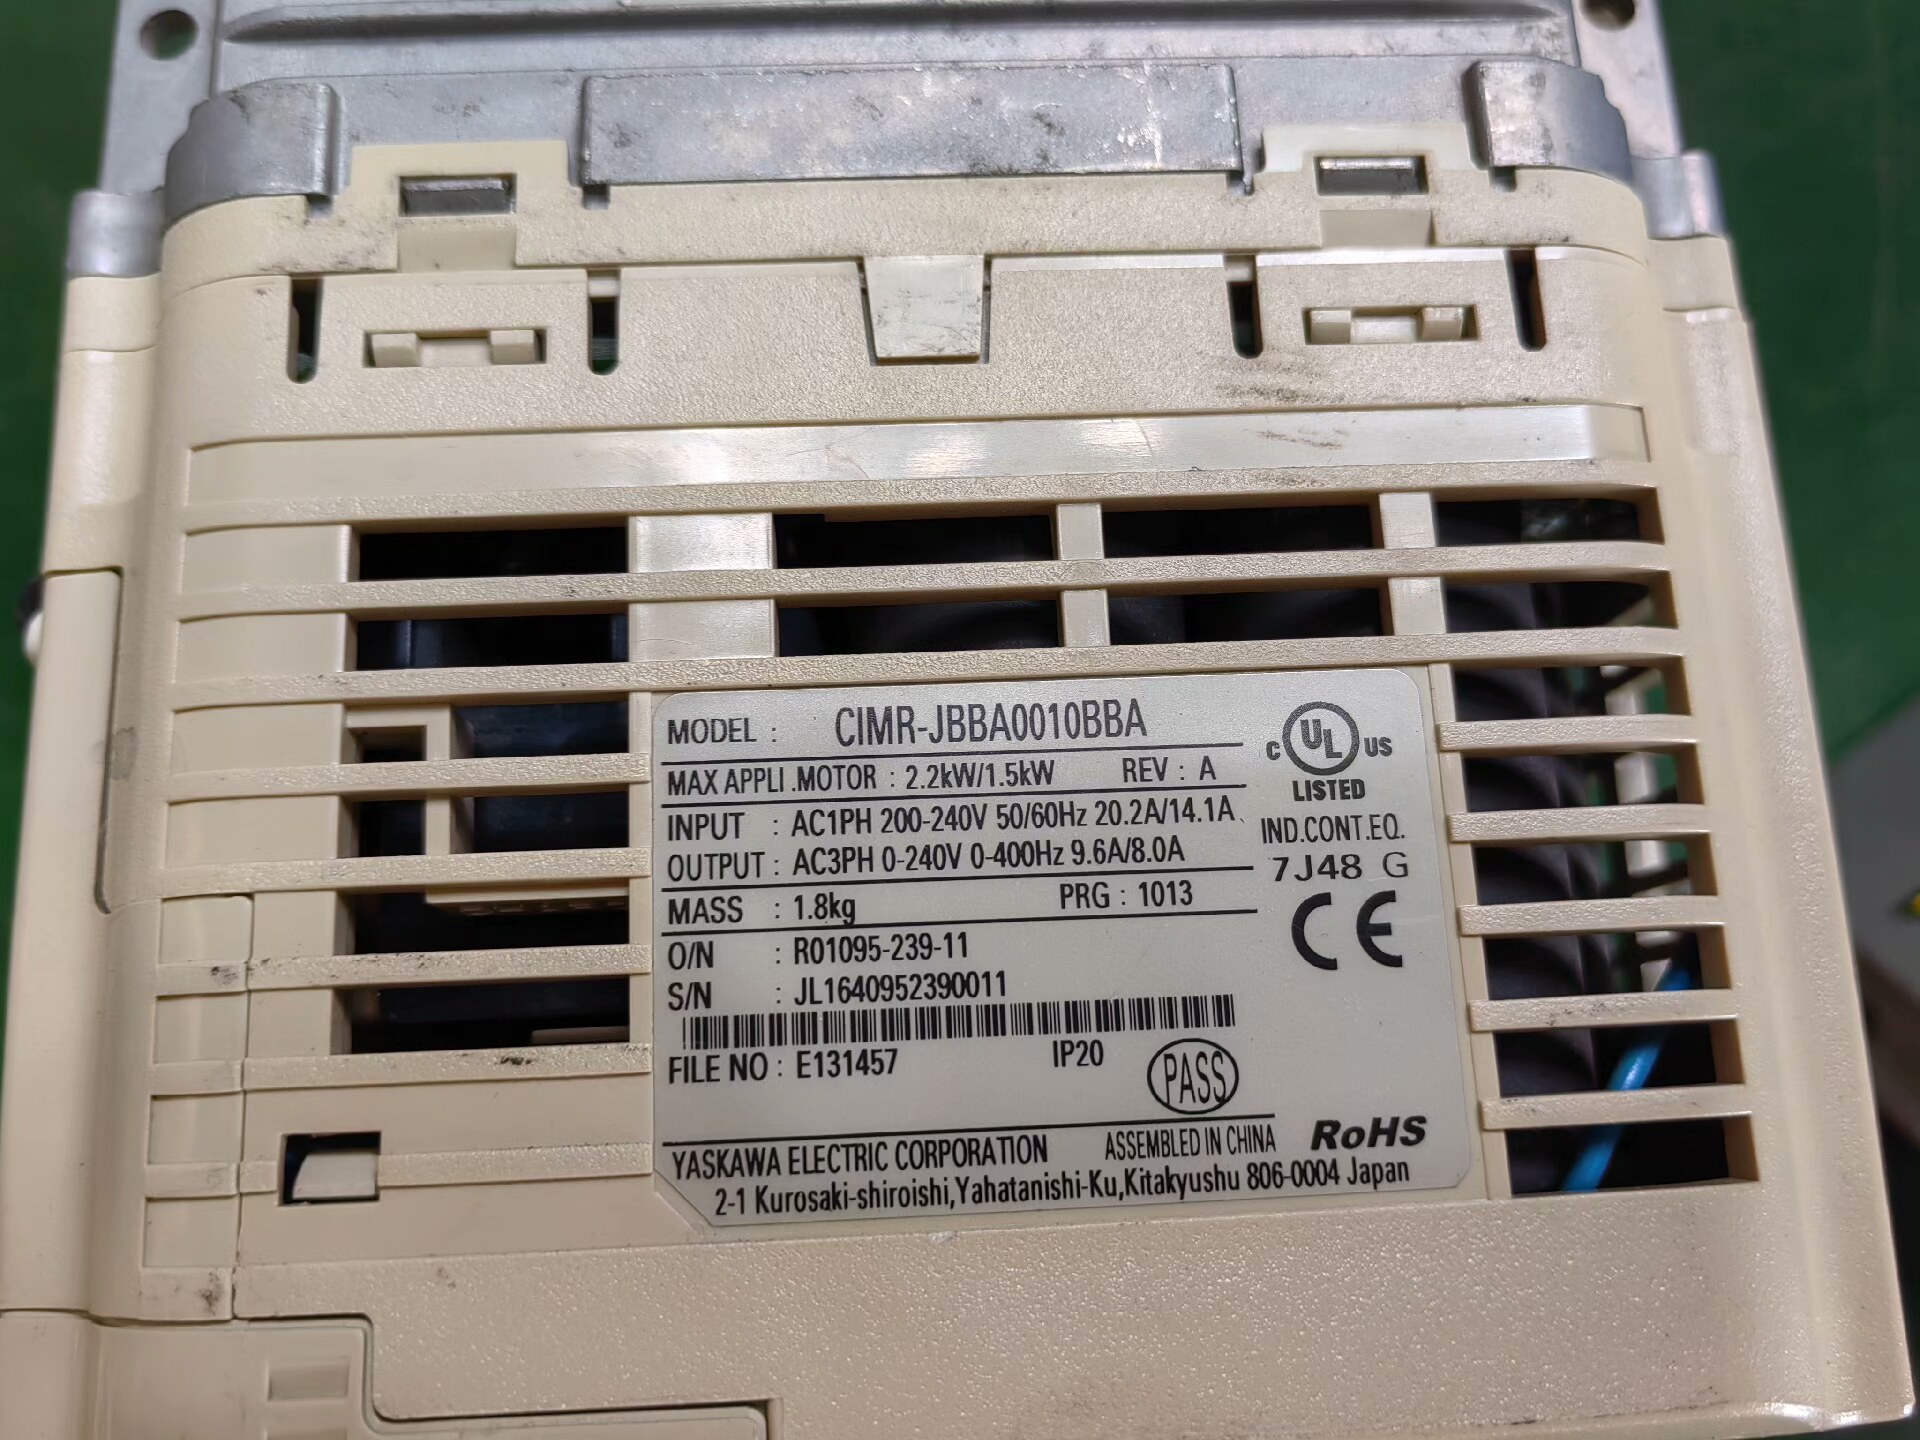 MODEL : CIMR-JBBA0010BBA
MAX APPLI.MOTOR : 2.2kW/1.5kW REV : A
INPUT : AC1PH 200-240V 50/60Hz 20.2A/14.1A
OUTPUT : AC3PH 0-240V 0-400Hz 9.6A/8.0A
MASS : 1.8kg PRG : 1013
O/N : R01095-239-11
S/N : JL1640952390011
FILE NO : E131457 IP20
PASS
C UL US
LISTED
IND.CONT.EQ.
7J48 G
CE
RoHS
YASKAWA ELECTRIC CORPORATION ASSEMBLED IN CHINA
2-1 Kurosaki-shiroishi,Yahatanishi-Ku,Kitakyushu 806-0004 Japan